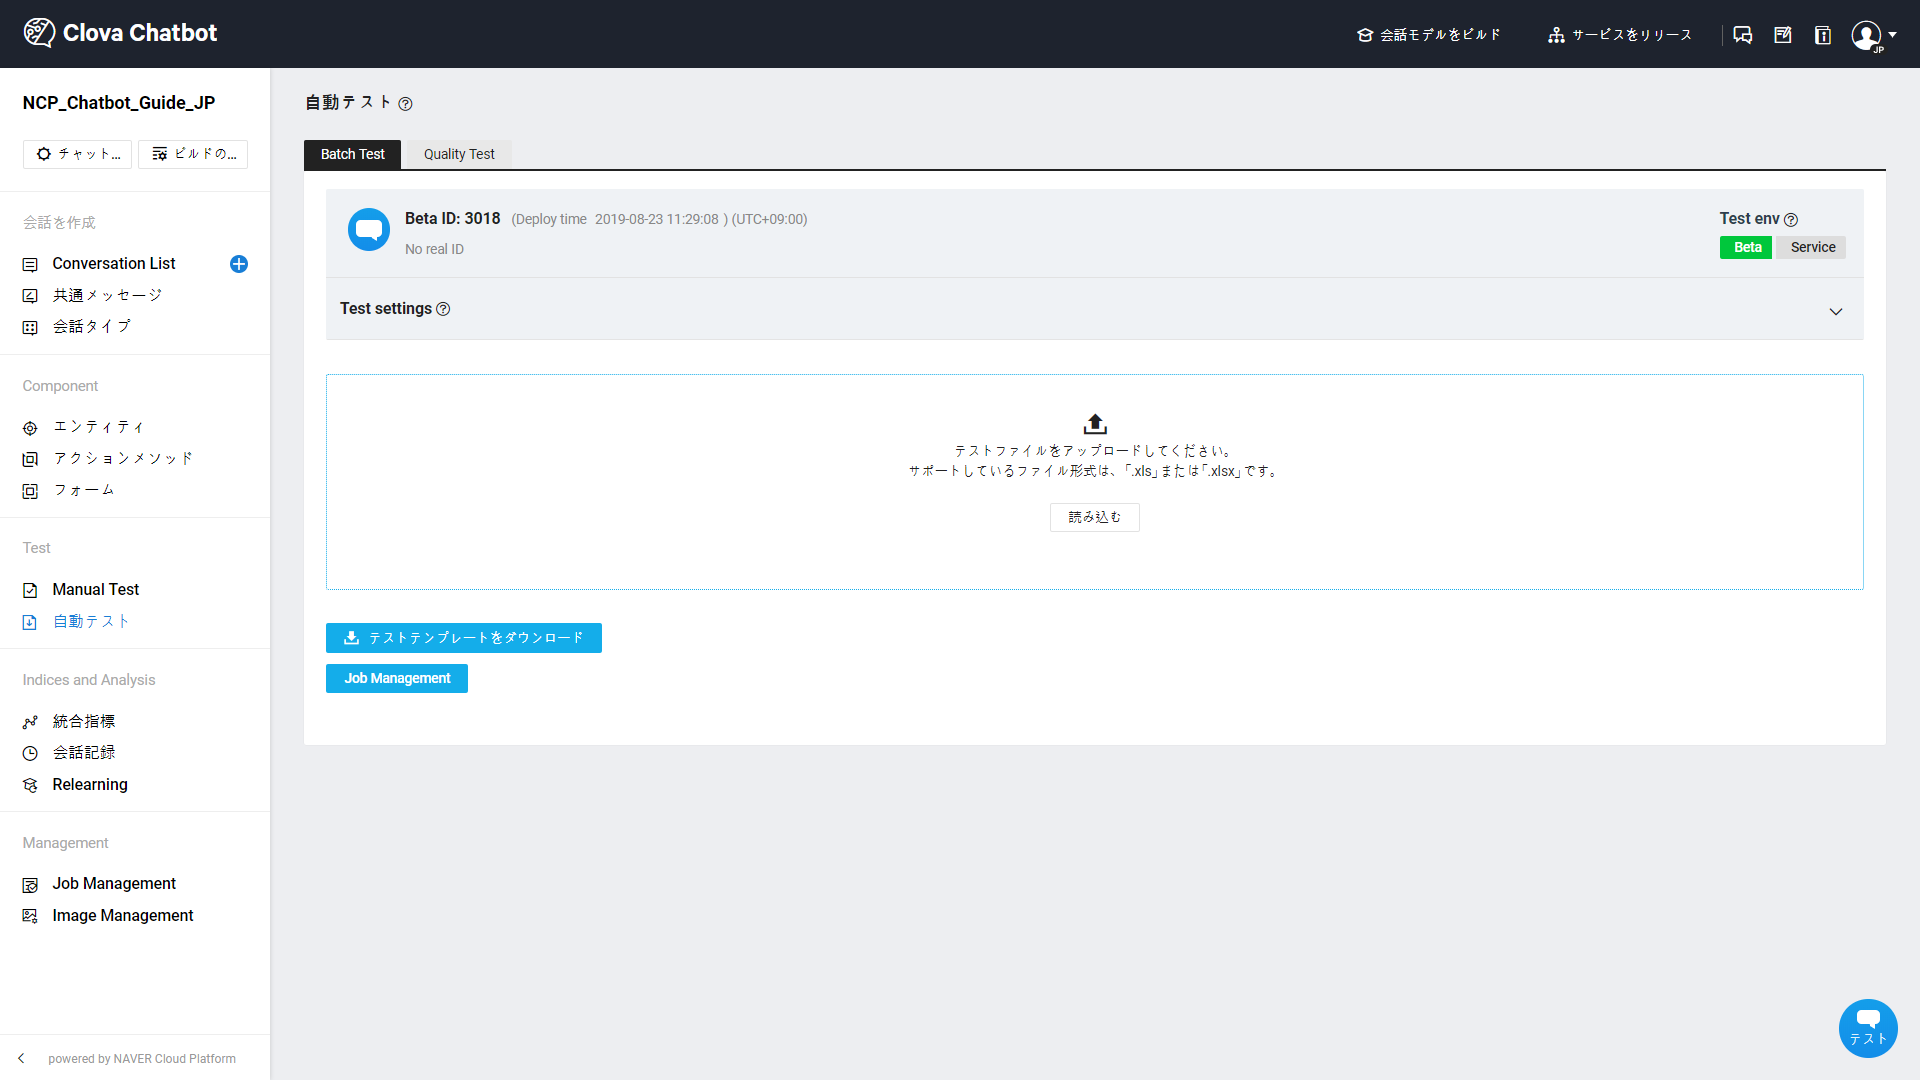 Clova Chatbot
会話モデルをビルド
サービスをリリース
JP
NCP_Chatbot_Guide_JP
チャット...
ビルドの...
会話を作成
Conversation List
共通メッセージ
会話タイプ
Component
エンティティ
アクションメソッド
フォーム
Test
Manual Test
自動テスト
Indices and Analysis
統合指標
会話記録
Relearning
Management
Job Management
Image Management
powered by NAVER Cloud Platform
自動テスト
Batch Test
Quality Test
Beta ID: 3018 (Deploy time 2019-08-23 11:29:08 ) (UTC+09:00)
No real ID
Test env
Beta
Service
Test settings
テストファイルをアップロードしてください。
サポートしているファイル形式は、「.xls」または「.xlsx」です。
読み込む
テストテンプレートをダウンロード
Job Management
テスト